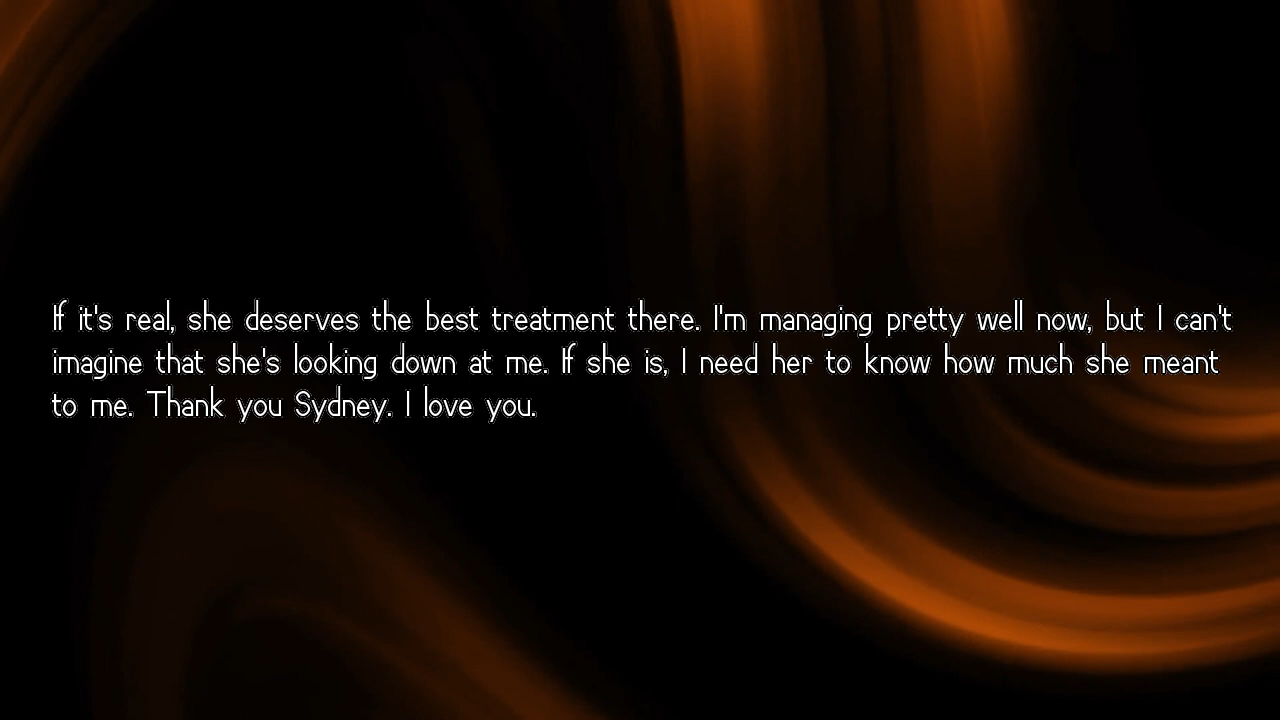 If it's real, she deserves the best treatment there. I'm managing pretty well now, but I can't
imagine that she's looking down at me. If she is, I need her to know how much she meant
to me. Thank you Sydney. I love you.